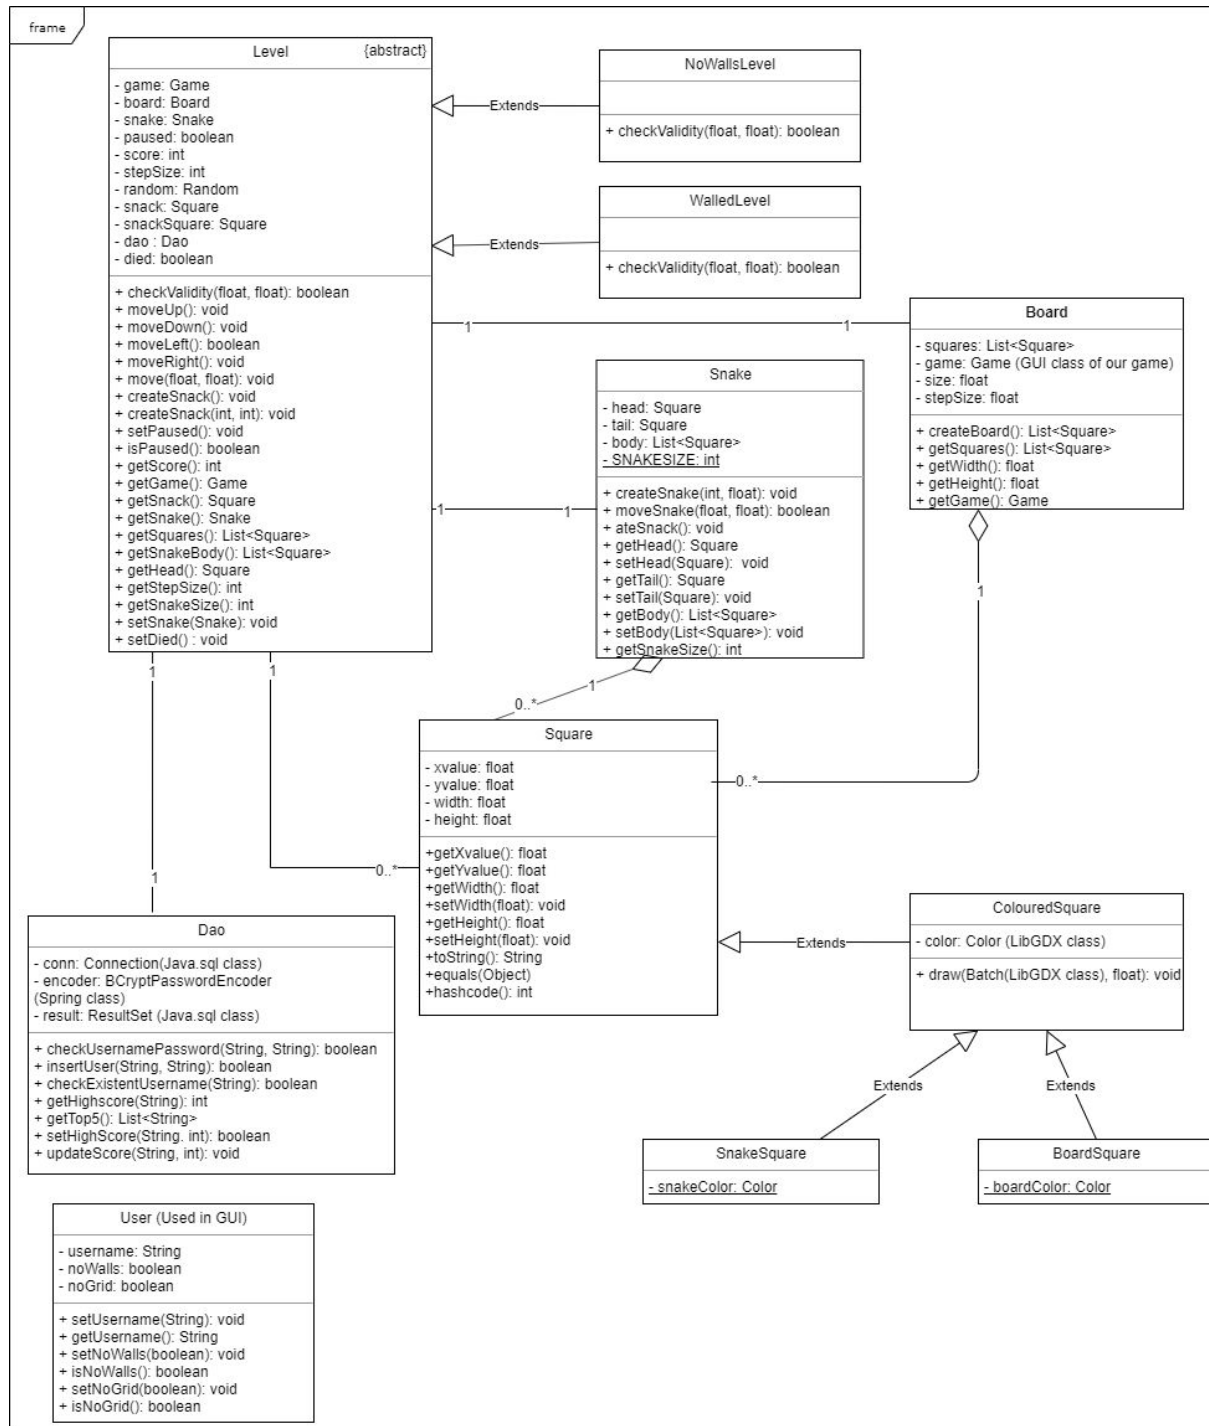 frame
Level {abstract}
- game: Game
- board: Board
- snake: Snake
- paused: boolean
- score: int
- stepSize: int
- random: Random
- snack: Square
- snackSquare: Square
- dao : Dao
- died: boolean
+ checkValidity(float, float): boolean
+ moveUp(): void
+ moveDown(): void
+ moveLeft(): boolean
+ moveRight(): void
+ move(float, float): void
+ createSnack(): void
+ createSnack(int, int): void
+ setPaused(): void
+ isPaused(): boolean
+ getScore(): int
+ getGame(): Game
+ getSnack(): Square
+ getSnake(): Snake
+ getSquares(): List<Square>
+ getSnakeBody(): List<Square>
+ getHead(): Square
+ getStepSize(): int
+ getSnakeSize(): int
+ setSnake(Snake): void
+ setDied() : void
Extends
NoWallsLevel
+ checkValidity(float, float): boolean
Extends
WalledLevel
+ checkValidity(float, float): boolean
1
1
Board
- squares: List<Square>
- game: Game (GUI class of our game)
- size: float
- stepSize: float
+ createBoard(): List<Square>
+ getSquares(): List<Square>
+ getWidth(): float
+ getHeight(): float
+ getGame(): Game
1
1
Snake
- head: Square
- tail: Square
- body: List<Square>
- SNAKESIZE: int
+ createSnake(int, float): void
+ moveSnake(float, float): boolean
+ ateSnack(): void
+ getHead(): Square
+ setHead(Square): void
+ getTail(): Square
+ setTail(Square): void
+ getBody(): List<Square>
+ setBody(List<Square>): void
+ getSnakeSize(): int
1
1
1
1
0..*
Square
- xvalue: float
- yvalue: float
- width: float
- height: float
+getXvalue(): float
+getYvalue(): float
+getWidth(): float
+setWidth(float): void
+getHeight(): float
+setHeight(float): void
+toString(): String
+equals(Object)
+hashcode(): int
0..*
0..*
1
Extends
ColouredSquare
- color: Color (LibGDX class)
+ draw(Batch(LibGDX class), float): void
Extends
Extends
SnakeSquare
- snakeColor: Color
BoardSquare
- boardColor: Color
Dao
- conn: Connection(Java.sql class)
- encoder: BCryptPasswordEncoder
(Spring class)
- result: ResultSet (Java.sql class)
+ checkUsernamePassword(String, String): boolean
+ insertUser(String, String): boolean
+ checkExistentUsername(String): boolean
+ getHighscore(String): int
+ getTop5(): List<String>
+ setHighScore(String. int): boolean
+ updateScore(String, int): void
User (Used in GUI)
- username: String
- noWalls: boolean
- noGrid: boolean
+ setUsername(String): void
+ getUsername(): String
+ setNoWalls(boolean): void
+ isNoWalls(): boolean
+ setNoGrid(boolean): void
+ isNoGrid(): boolean